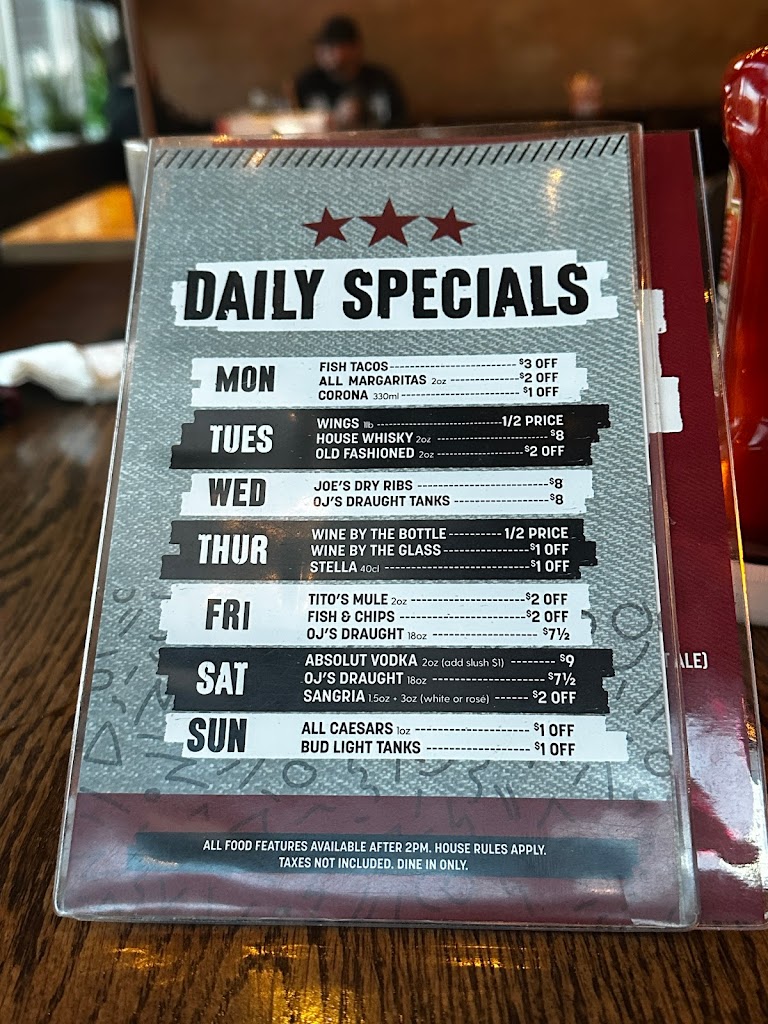 DAILY SPECIALS
MON
FISH TACOS $3 OFF
ALL MARGARITAS 2oz $2 OFF
CORONA 330ml $1 OFF
TUES
WINGS 1lb 1/2 PRICE
HOUSE WHISKY 2oz $8
OLD FASHIONED 2oz $2 OFF
WED
JOE'S DRY RIBS $8
OJ'S DRAUGHT TANKS $8
THUR
WINE BY THE BOTTLE 1/2 PRICE
WINE BY THE GLASS $1 OFF
STELLA 40cl $1 OFF
FRI
TITO'S MULE 2oz $2 OFF
FISH & CHIPS $2 OFF
OJ'S DRAUGHT 18oz $7½
SAT
ABSOLUT VODKA 2oz (add slush $1) $9
OJ'S DRAUGHT 18oz $7½
SANGRIA 1.5oz + 3oz (white or rosé) $2 OFF
SUN
ALL CAESARS 1oz $1 OFF
BUD LIGHT TANKS $1 OFF
ALL FOOD FEATURES AVAILABLE AFTER 2PM. HOUSE RULES APPLY.
TAXES NOT INCLUDED. DINE IN ONLY.
ALE)